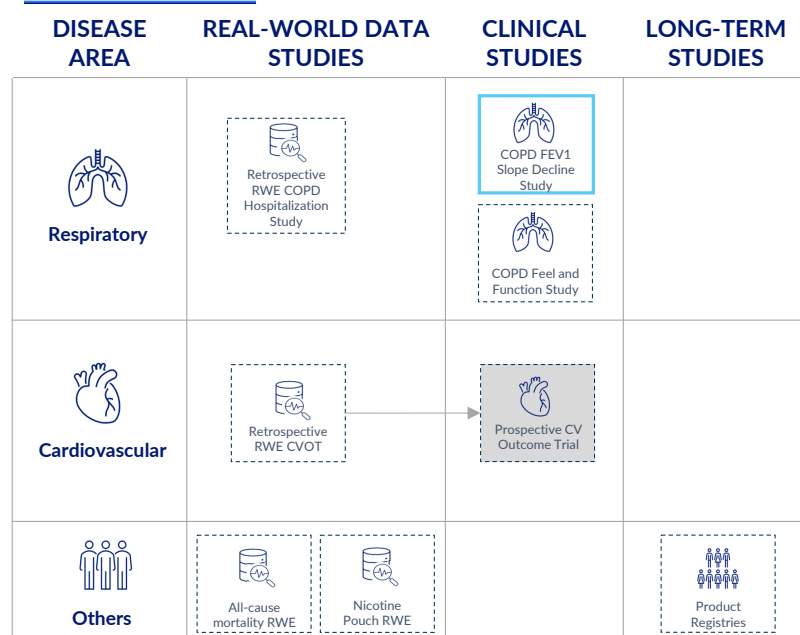 DISEASE
AREA
REAL-WORLD DATA
STUDIES
CLINICAL
STUDIES
LONG-TERM
STUDIES
Respiratory
Retrospective
RWE COPD
Hospitalization
Study
COPD FEV1
Slope Decline
Study
COPD Feel and
Function Study
Cardiovascular
Retrospective
RWE CVOT
Prospective CV
Outcome Trial
Others
All-cause
mortality RWE
Nicotine
Pouch RWE
Product
Registries